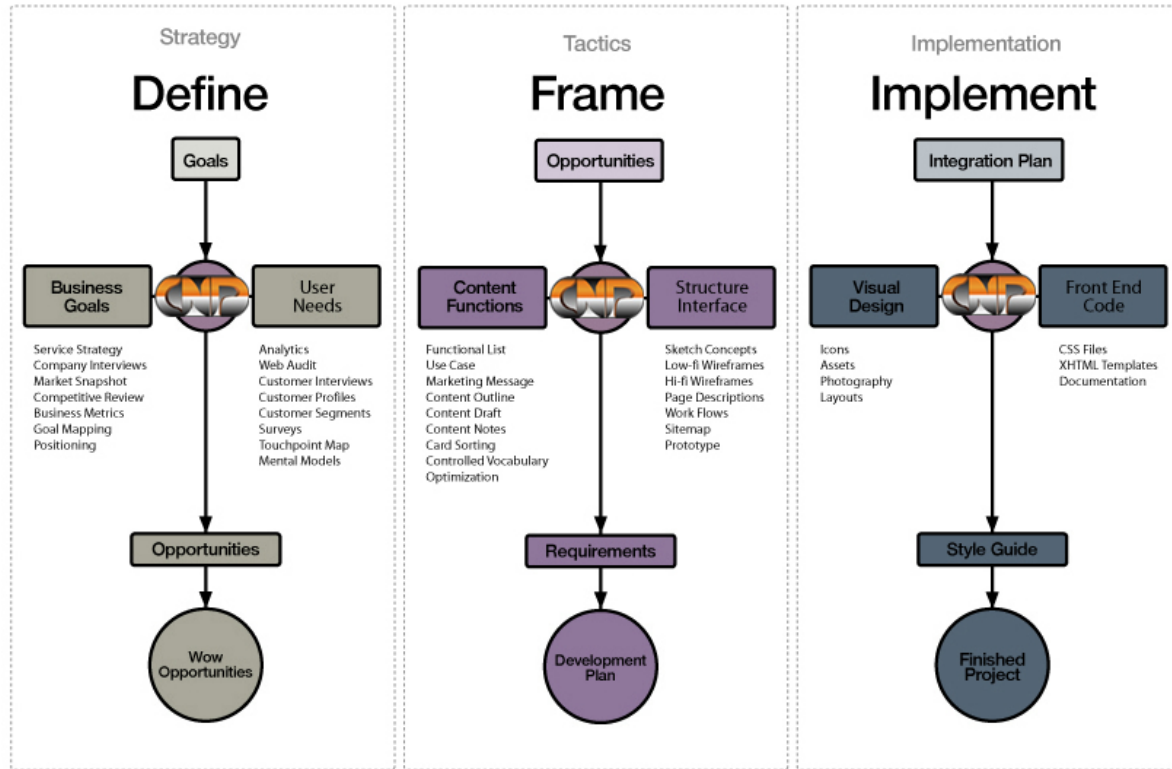 Strategy
Define
Goals
Business
Goals
CNP
User
Needs
Service Strategy
Company Interviews
Market Snapshot
Competitive Review
Business Metrics
Goal Mapping
Positioning
Analytics
Web Audit
Customer Interviews
Customer Profiles
Customer Segments
Surveys
Touchpoint Map
Mental Models
Opportunities
Wow
Opportunities
Tactics
Frame
Opportunities
Content
Functions
CNP
Structure
Interface
Functional List
Use Case
Marketing Message
Content Outline
Content Draft
Content Notes
Card Sorting
Controlled Vocabulary
Optimization
Sketch Concepts
Low-fi Wireframes
Hi-fi Wireframes
Page Descriptions
Work Flows
Sitemap
Prototype
Requirements
Development
Plan
Implementation
Implement
Integration Plan
Visual
Design
CNP
Front End
Code
Icons
Assets
Photography
Layouts
CSS Files
XHTML Templates
Documentation
Style Guide
Finished
Project